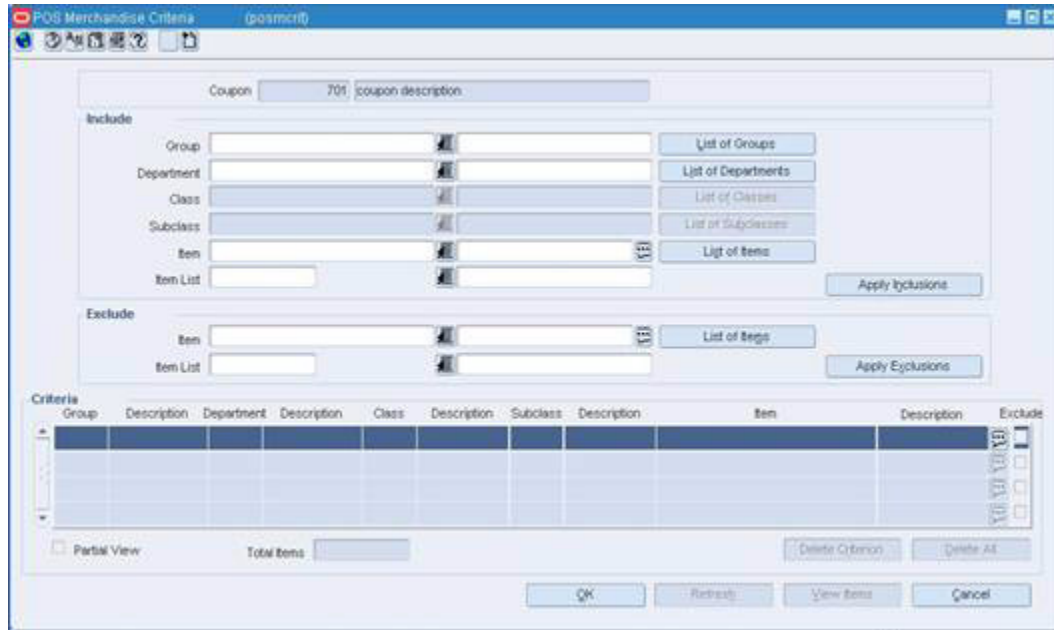 POS Merchandise Criteria (posmcrit)
Coupon 701 coupon description
Include
Group List of Groups
Department List of Departments
Class List of Classes
Subclass List of Subclasses
Item List of Items
Item List
Apply Inclusions
Exclude
Item List of Items
Item List
Apply Exclusions
Criteria
Group Description Department Description Class Description Subclass Description Item Description Exclude
Partial View Total Items Delete Criterion Delete All
OK Refresh View Items Cancel